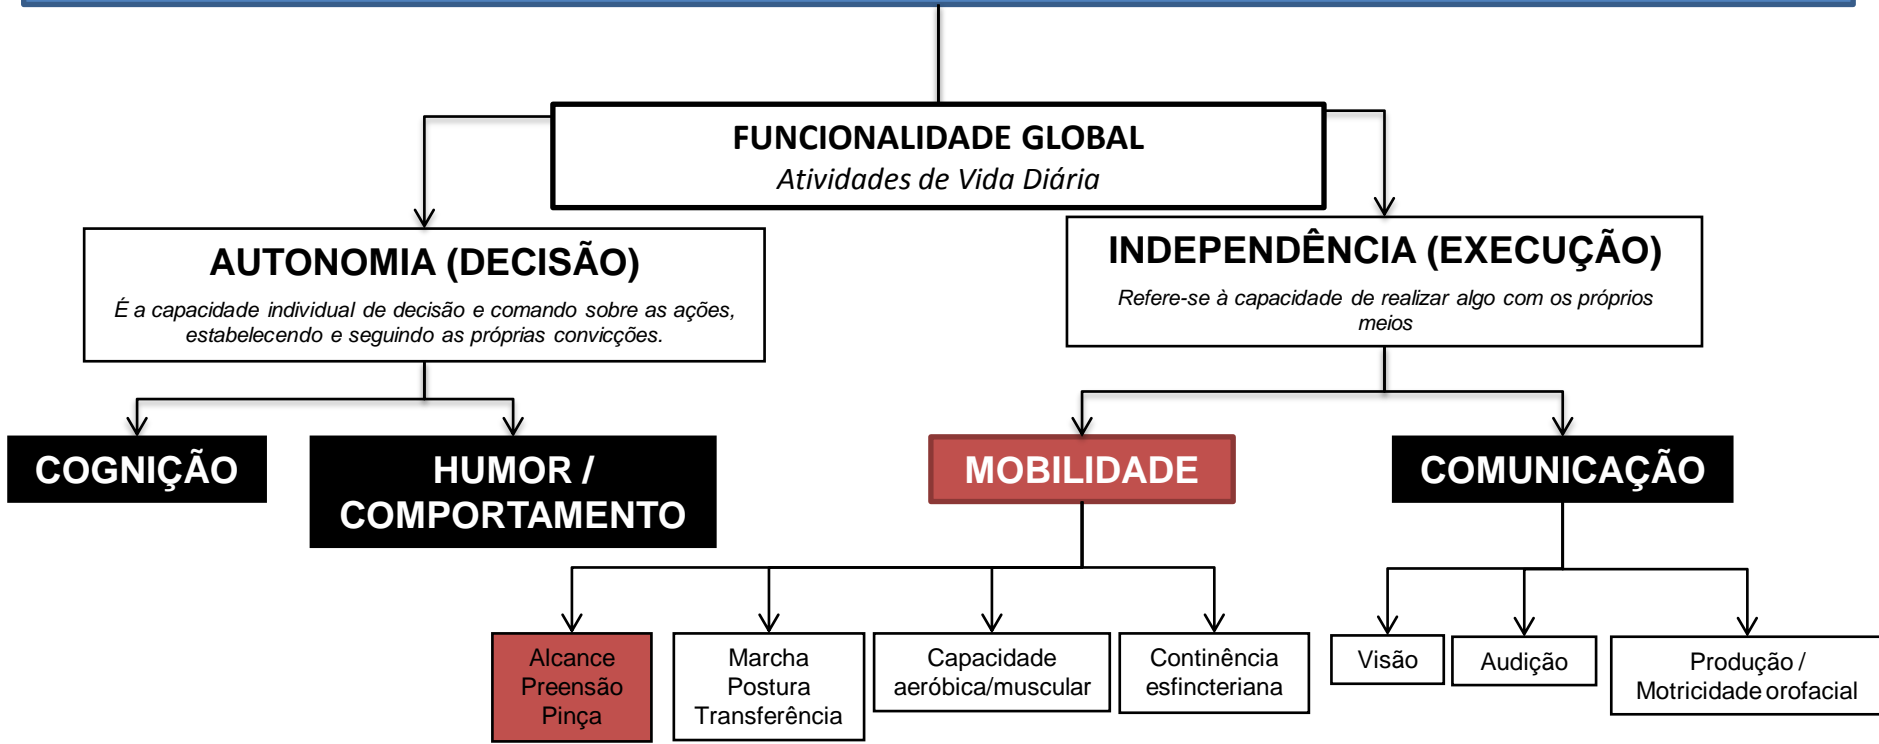 FUNCIONALIDADE GLOBAL
Atividades de Vida Diária
AUTONOMIA (DECISÃO)
É a capacidade individual de decisão e comando sobre as ações,
estabelecendo e seguindo as próprias convicções.
INDEPENDÊNCIA (EXECUÇÃO)
Refere-se à capacidade de realizar algo com os próprios
meios
COGNIÇÃO
HUMOR /
COMPORTAMENTO
MOBILIDADE
COMUNICAÇÃO
Alcance
Preensão
Pinça
Marcha
Postura
Transferência
Capacidade
aeróbica/muscular
Continência
esfincteriana
Visão
Audição
Produção /
Motricidade orofacial